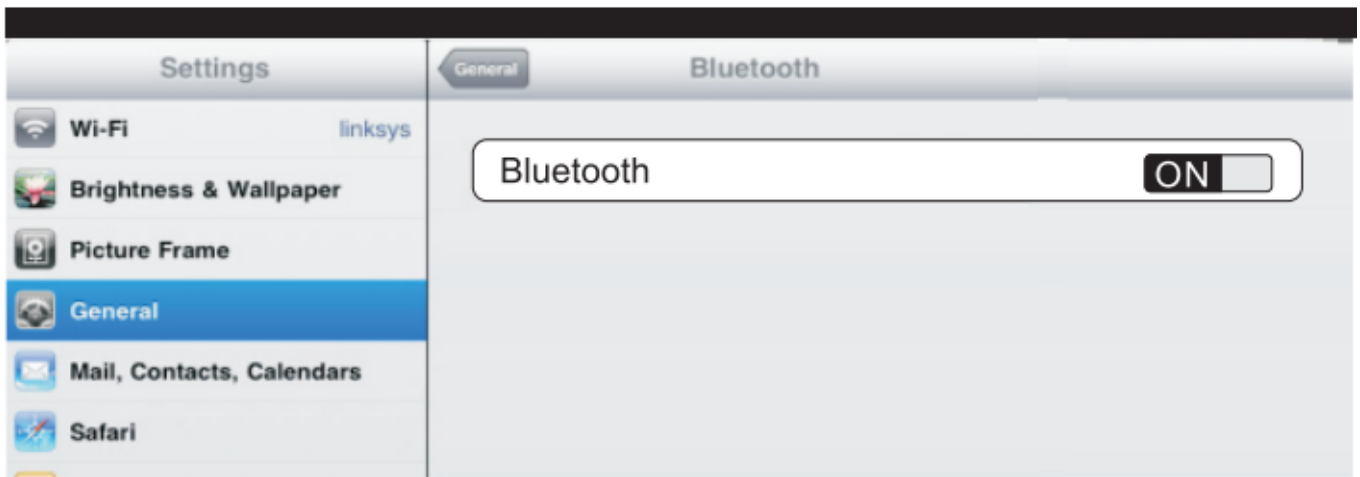 Settings
Wi-Fi linksys
Brightness & Wallpaper
Picture Frame
General
Mail, Contacts, Calendars
Safari
General Bluetooth
Bluetooth ON